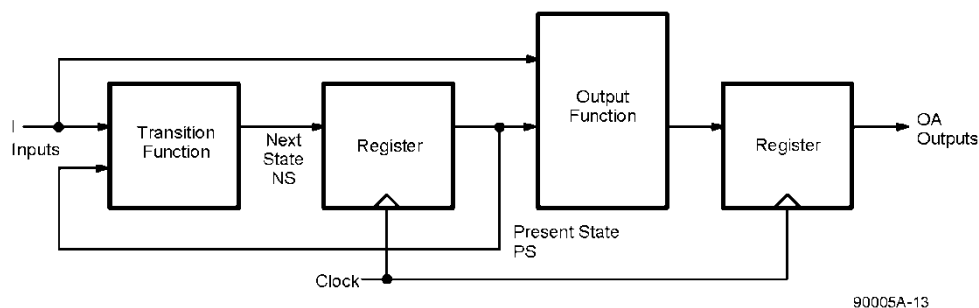 I
Inputs
Transition
Function
Next
State
NS
Register
Present State
PS
Clock
Output
Function
Register
OA
Outputs
90005A-13